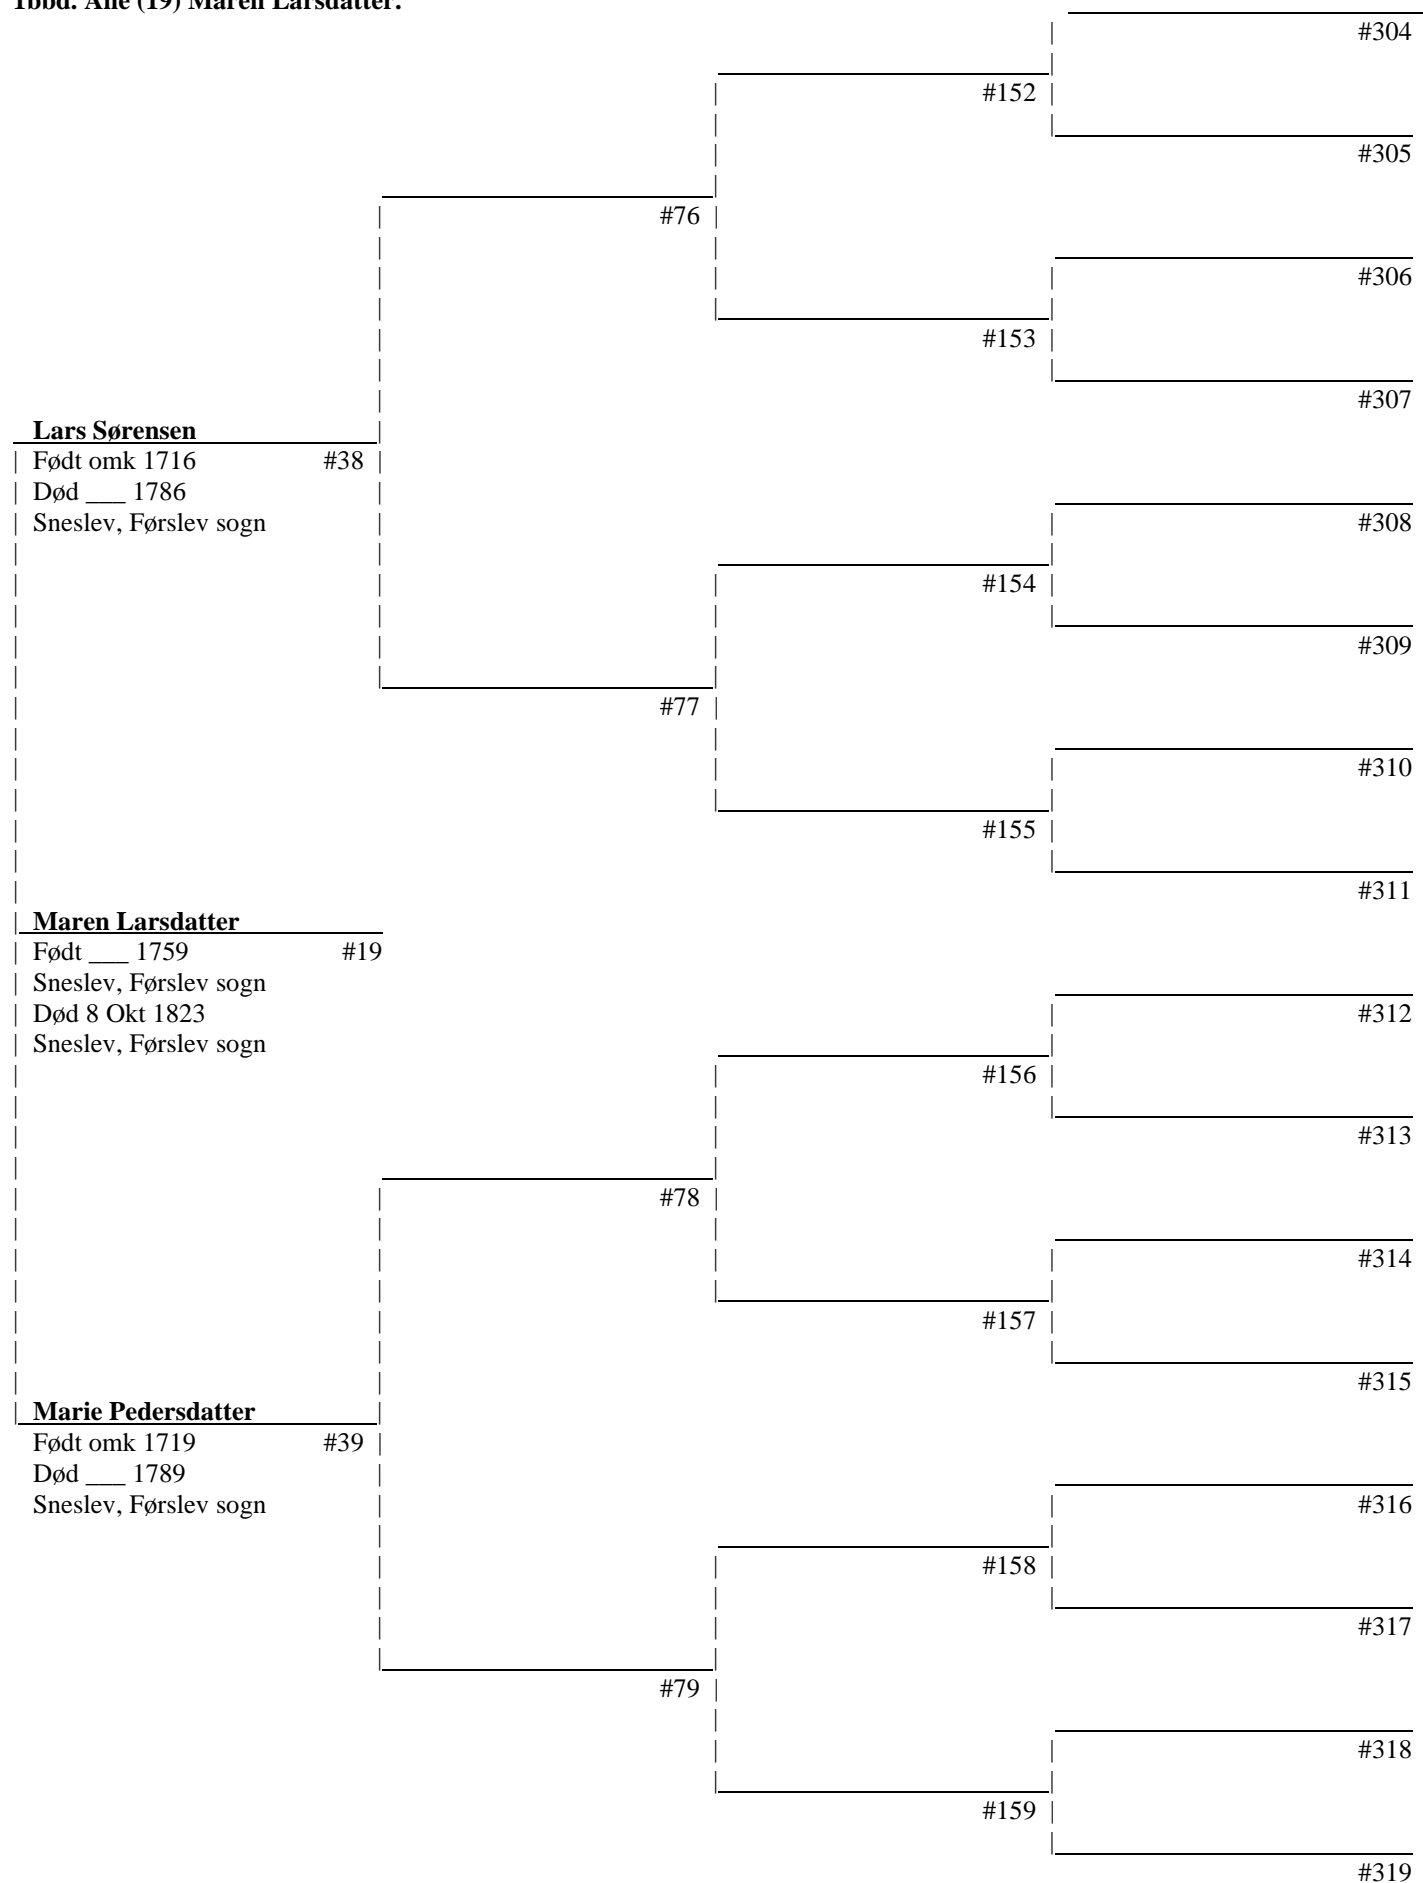 1bbd. Ane (19) Maren Larsdatter.
#304
#152
#305
#76
#306
#153
#307
Lars Sørensen
Født omk 1716 #38
Død ___ 1786
Sneslev, Førslev sogn
#308
#154
#309
#77
#310
#155
#311
Maren Larsdatter
Født ___ 1759 #19
Sneslev, Førslev sogn
Død 8 Okt 1823
Sneslev, Førslev sogn
#312
#156
#313
#78
#314
#157
#315
Marie Pedersdatter
Født omk 1719 #39
Død ___ 1789
Sneslev, Førslev sogn
#316
#158
#317
#79
#318
#159
#319